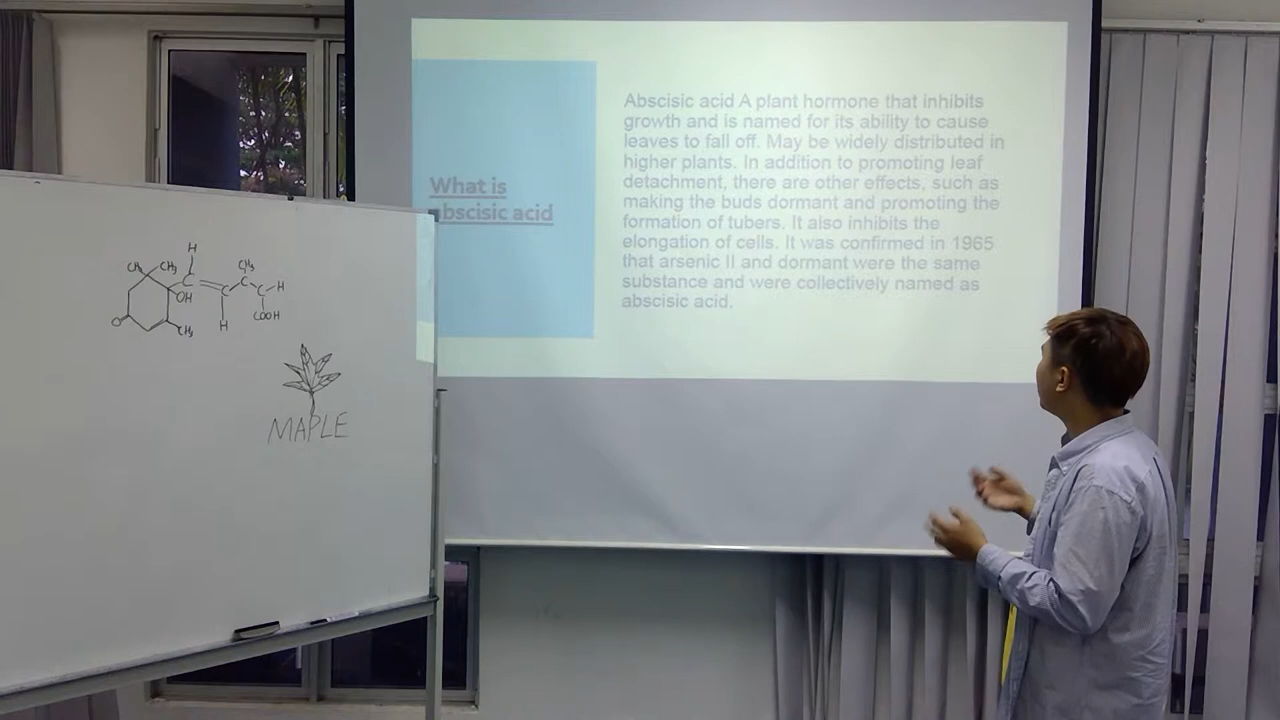 What is
abscisic acid
Abscisic acid A plant hormone that inhibits
growth and is named for its ability to cause
leaves to fall off. May be widely distributed in
higher plants. In addition to promoting leaf
detachment, there are other effects, such as
making the buds dormant and promoting the
formation of tubers. It also inhibits the
elongation of cells. It was confirmed in 1965
that arsenic II and dormant were the same
substance and were collectively named as
abscisic acid.
H
CH₃ CH₃ C CH₃
OH C C C H
O CH₃ H COOH
MAPLE